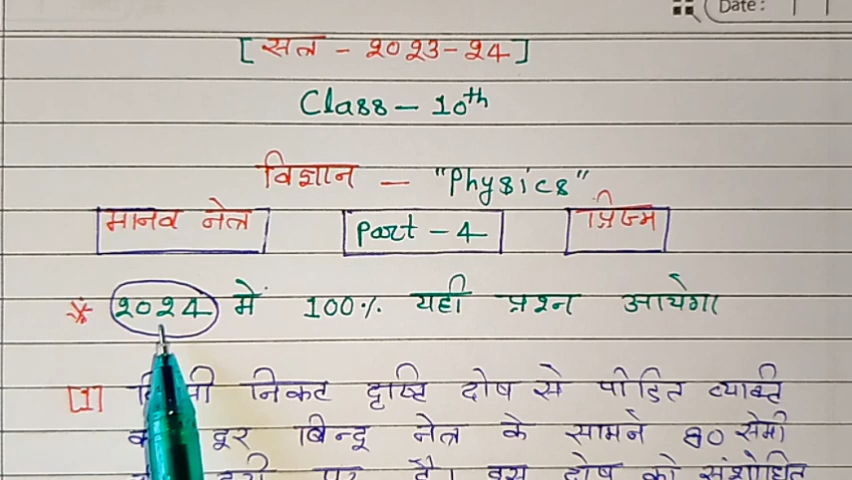 Date :
[ सत्र - 2023-24 ]
Class - 10th
विज्ञान - "Physics"
मानव नेत्र Part - 4 प्रिज्म
* 2024 में 100% यही प्रश्न आयेगा
[1] निकट दृष्टि दोष से पीडित व्यक्ति
दूर बिन्दू नेत्र के सामने 80 सेमी
पर है। इस दोष को संशोधित